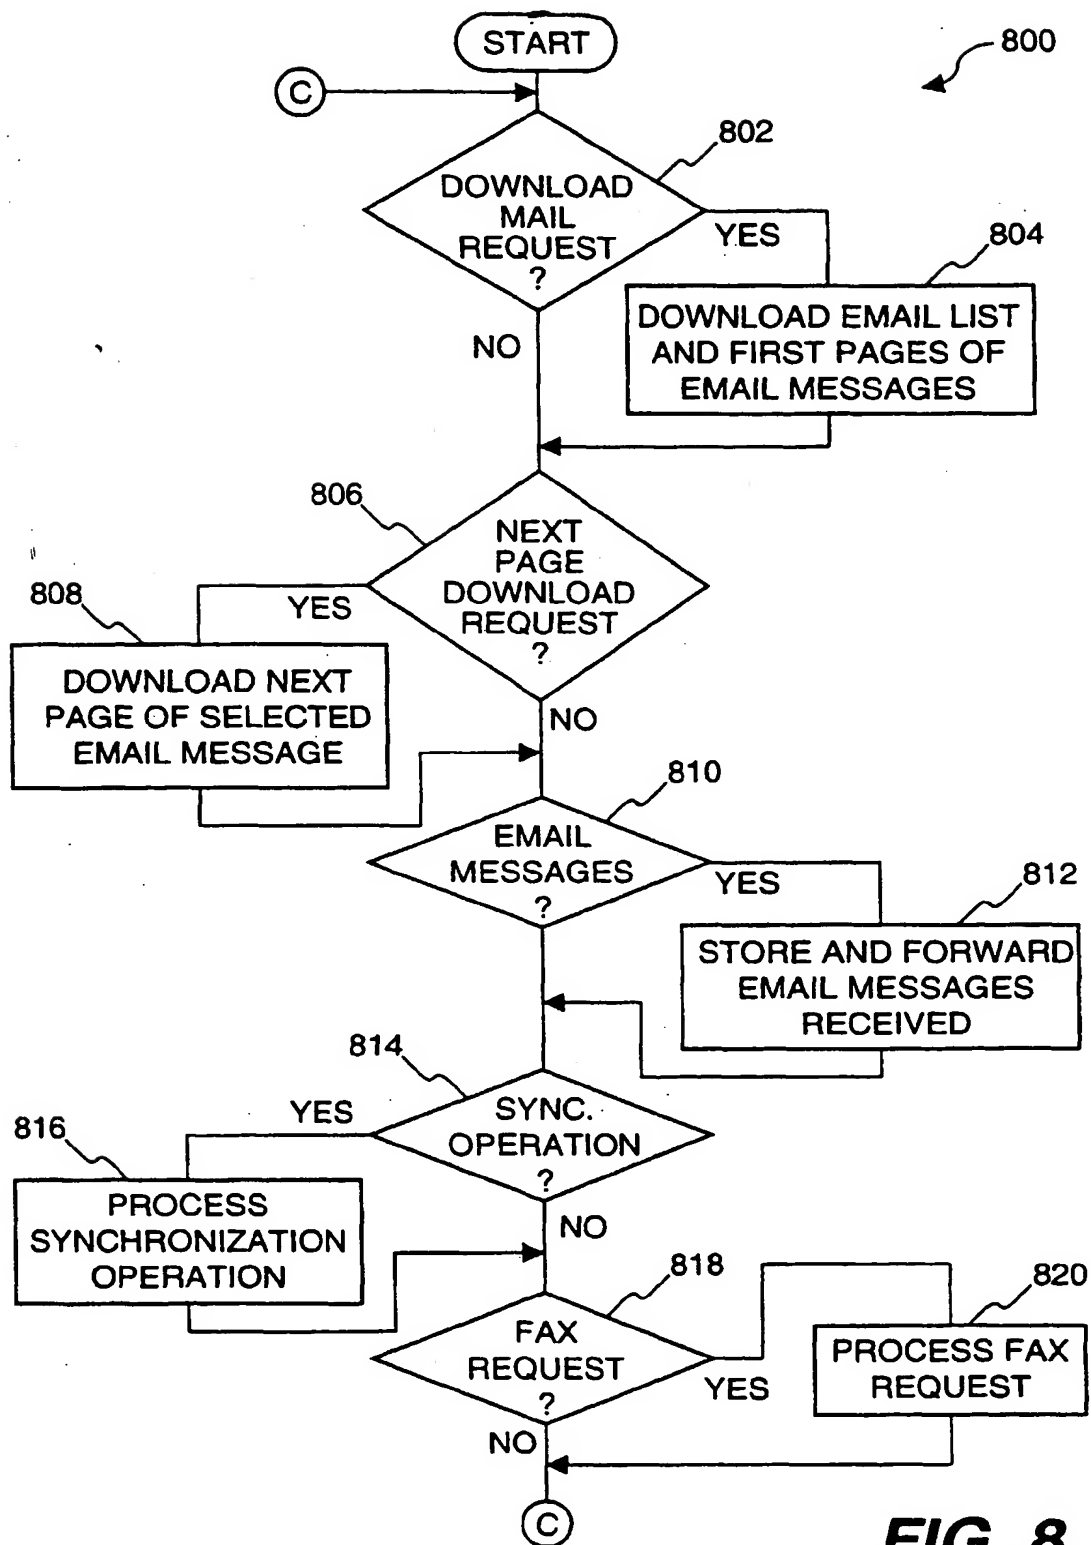 START
800
C
802
DOWNLOAD
MAIL
REQUEST
?
YES
804
NO
DOWNLOAD EMAIL LIST
AND FIRST PAGES OF
EMAIL MESSAGES
806
NEXT
PAGE
DOWNLOAD
REQUEST
?
808
YES
DOWNLOAD NEXT
PAGE OF SELECTED
EMAIL MESSAGE
NO
810
EMAIL
MESSAGES
?
YES
812
STORE AND FORWARD
EMAIL MESSAGES
RECEIVED
814
SYNC.
OPERATION
?
YES
816
PROCESS
SYNCHRONIZATION
OPERATION
NO
818
FAX
REQUEST
?
YES
820
PROCESS FAX
REQUEST
NO
C
FIG. 8